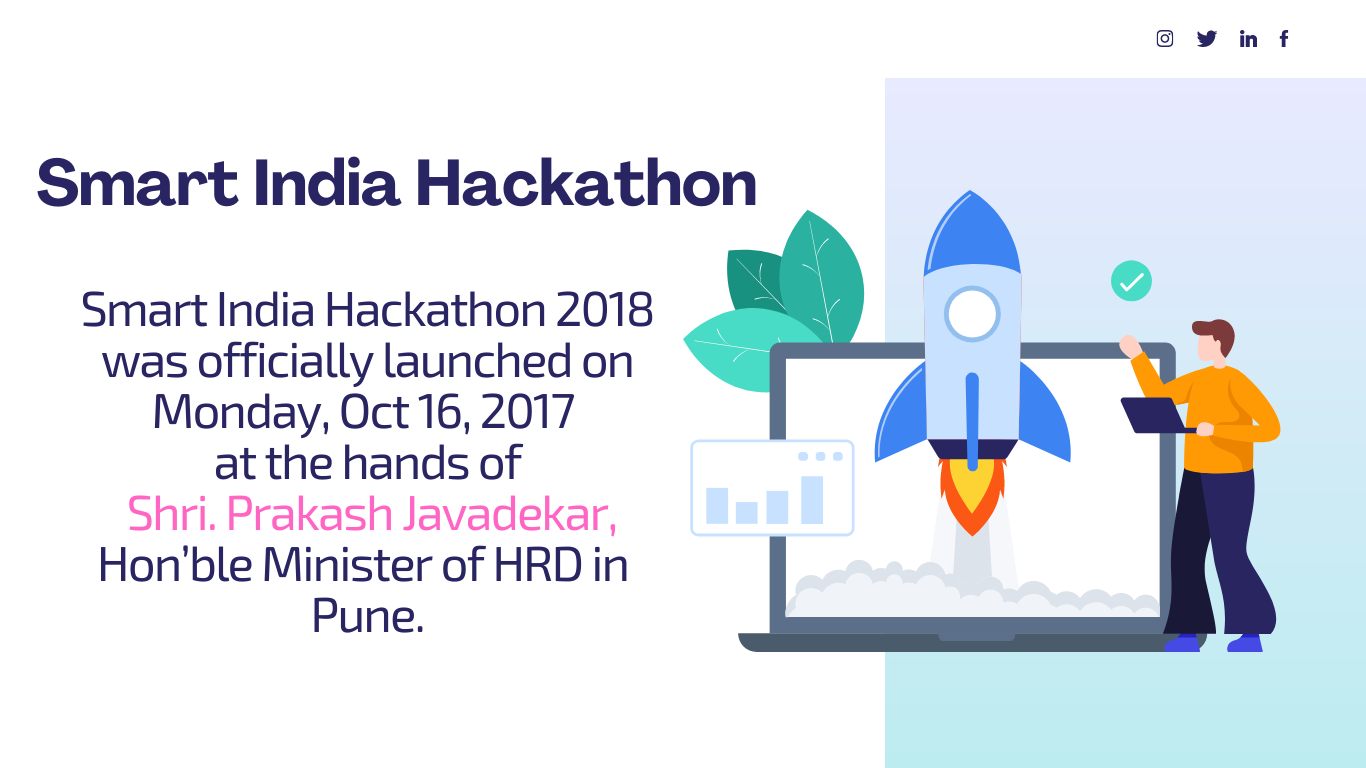 Smart India Hackathon
Smart India Hackathon 2018
was officially launched on
Monday, Oct 16, 2017
at the hands of
Shri. Prakash Javadekar,
Hon’ble Minister of HRD in
Pune.